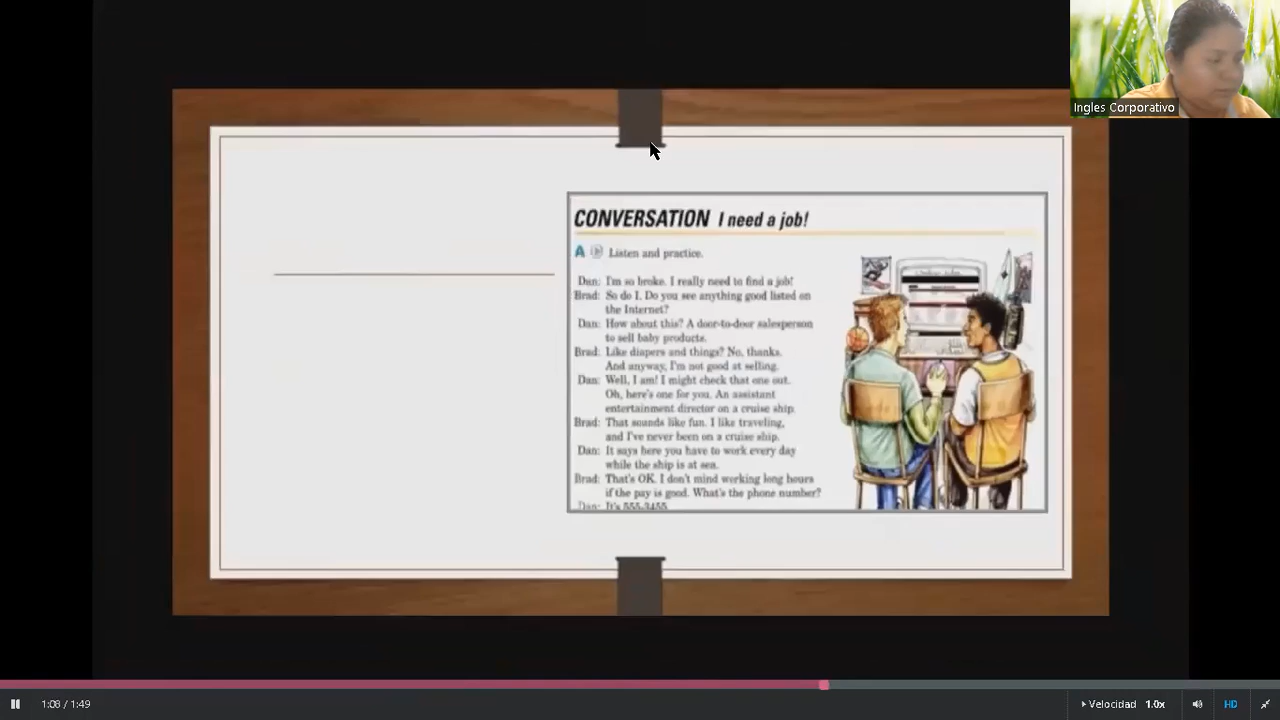 Ingles Corporativo
CONVERSATION I need a job!
A Listen and practice.
Dan: I'm so broke. I really need to find a job!
Brad: So do I. Do you see anything good listed on
the Internet?
Dan: How about this? A door-to-door salesperson
to sell baby products.
Brad: Like diapers and things? No, thanks.
And anyway, I'm not good at selling.
Dan: Well, I am! I might check that one out.
Oh, here's one for you. An assistant
entertainment director on a cruise ship.
Brad: That sounds like fun. I like traveling,
and I've never been on a cruise ship.
Dan: It says here you have to work every day
while the ship is at sea.
Brad: That's OK. I don't mind working long hours
if the pay is good. What's the phone number?
Dan: It's 555-3455
1:08 / 1:49
Velocidad 1.0x
HD